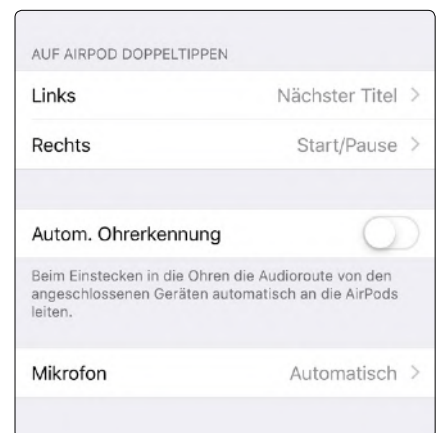 AUF AIRPOD DOPPELTIPPEN
Links Nächster Titel
Rechts Start/Pause
Autom. Ohrerkennung
Beim Einstecken in die Ohren die Audioroute von den
angeschlossenen Geräten automatisch an die AirPods
leiten.
Mikrofon Automatisch